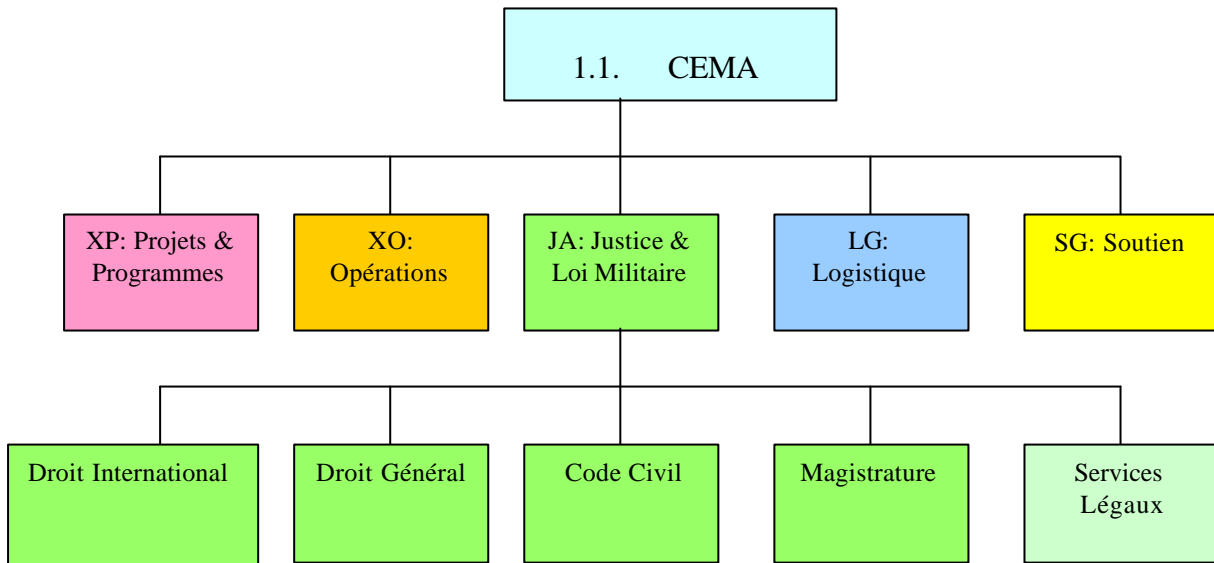 1.1. CEMA
XP: Projets &
Programmes
XO:
Opérations
JA: Justice &
Loi Militaire
LG:
Logistique
SG: Soutien
Droit International
Droit Général
Code Civil
Magistrature
Services
Légaux